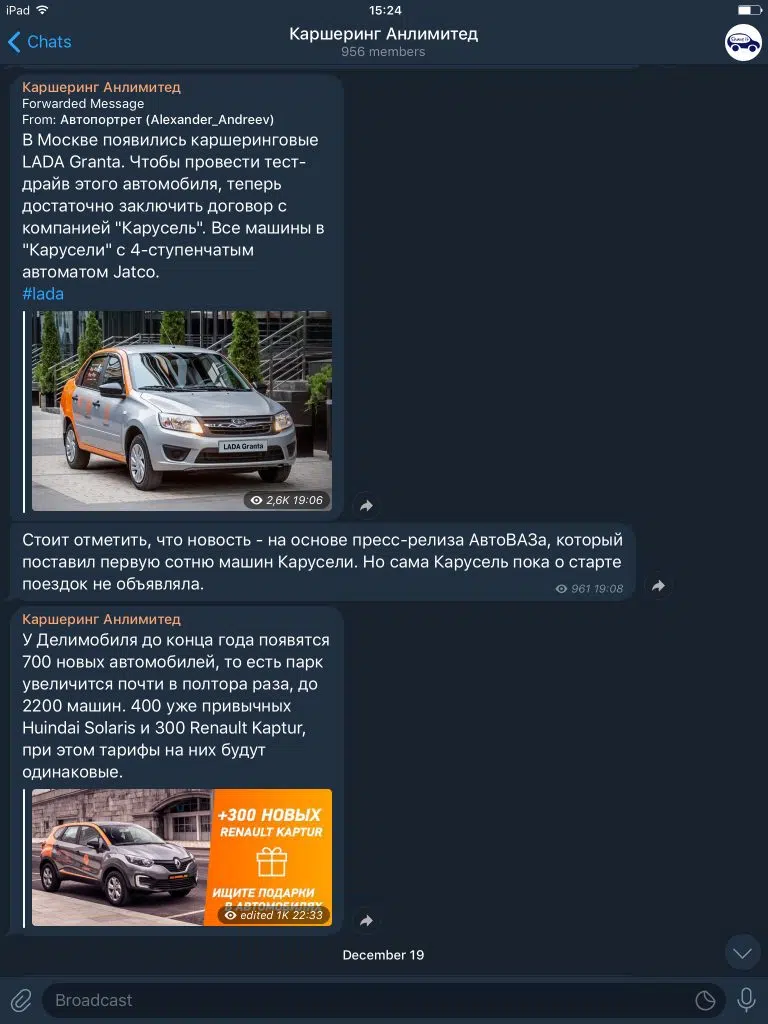 iPad
15:24
Chats
Каршеринг Анлимитед
956 members
Каршеринг Анлимитед
Forwarded Message
From: Автопортрет (Alexander_Andreev)
В Москве появились каршеринговые
LADA Granta. Чтобы провести тест-
драйв этого автомобиля, теперь
достаточно заключить договор с
компанией "Карусель". Все машины в
"Карусели" с 4-ступенчатым
автоматом Jatco.
#lada
LADA Granta
2,6K 19:06
Стоит отметить, что новость - на основе пресс-релиза АвтоВАЗа, который
поставил первую сотню машин Карусели. Но сама Карусель пока о старте
поездок не объявляла.
961 19:08
Каршеринг Анлимитед
У Делимобиля до конца года появятся
700 новых автомобилей, то есть парк
увеличится почти в полтора раза, до
2200 машин. 400 уже привычных
Huindai Solaris и 300 Renault Kaptur,
при этом тарифы на них будут
одинаковые.
+300 НОВЫХ
RENAULT KAPTUR
ИЩИТЕ ПОДАРКИ
В АВТОМОБИЛЯХ
edited 1K 22:33
December 19
Broadcast